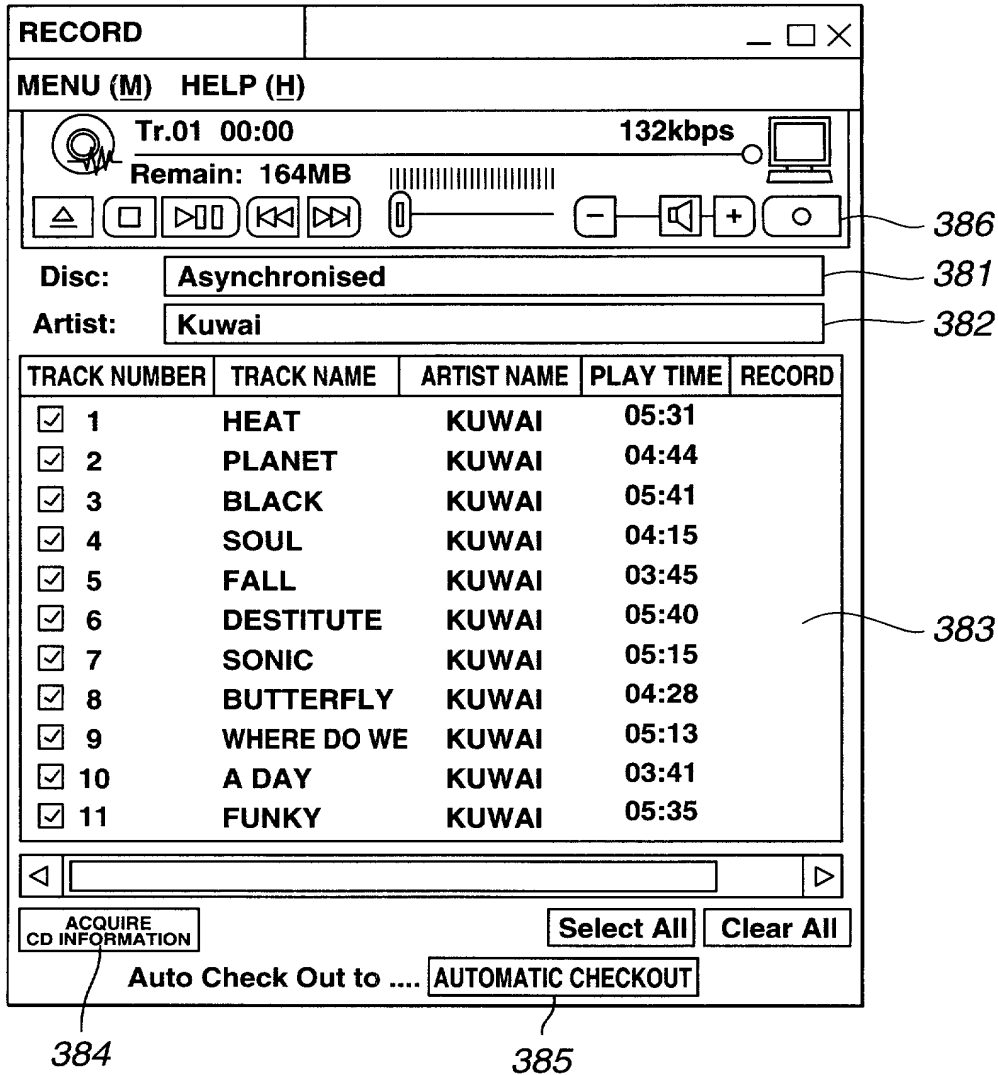 RECORD
MENU (M) HELP (H)
Tr.01 00:00 132kbps
Remain: 164MB
386
Disc: Asynchronised 381
Artist: Kuwai 382
TRACK NUMBER TRACK NAME ARTIST NAME PLAY TIME RECORD
1 HEAT KUWAI 05:31
2 PLANET KUWAI 04:44
3 BLACK KUWAI 05:41
4 SOUL KUWAI 04:15
5 FALL KUWAI 03:45
6 DESTITUTE KUWAI 05:40
383
7 SONIC KUWAI 05:15
8 BUTTERFLY KUWAI 04:28
9 WHERE DO WE KUWAI 05:13
10 A DAY KUWAI 03:41
11 FUNKY KUWAI 05:35
ACQUIRE
CD INFORMATION
Select All Clear All
Auto Check Out to .... AUTOMATIC CHECKOUT
384 385